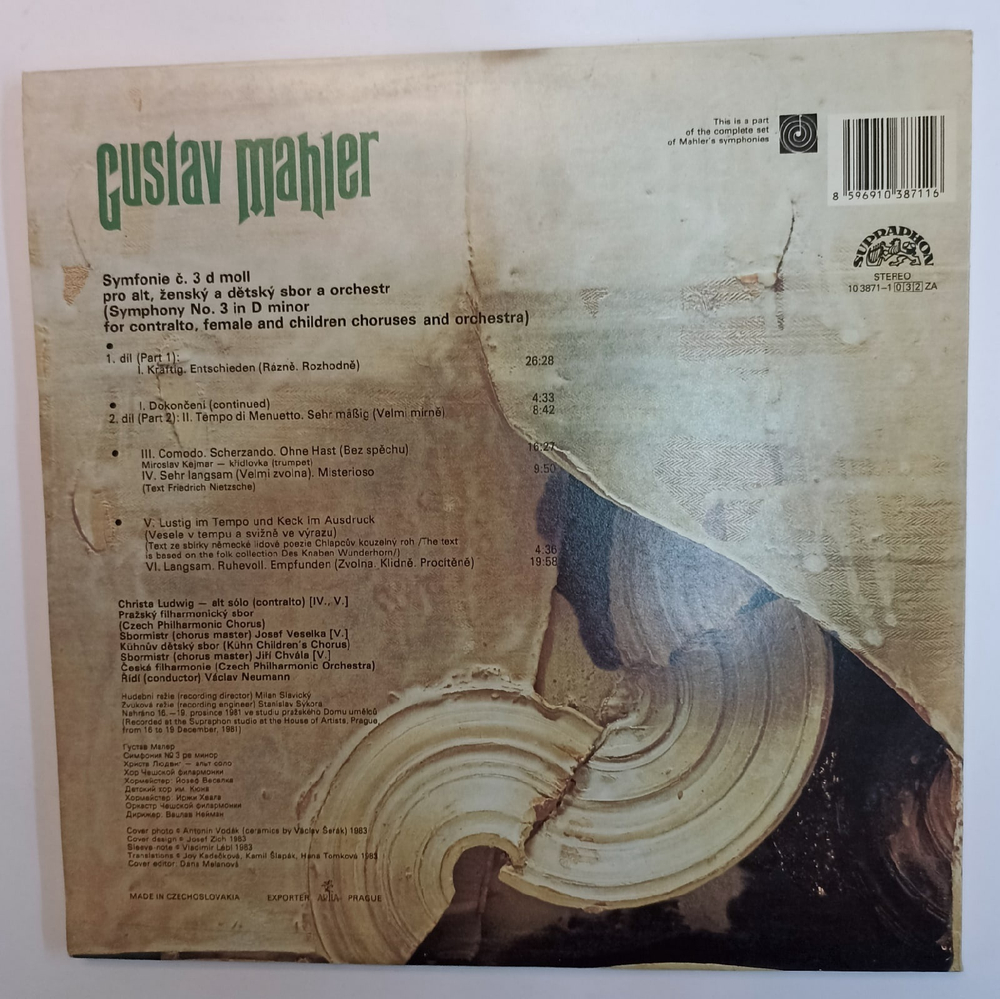 Gustav Mahler
This is a part
of the complete set
of Mahler's symphonies
8 596910 387116
SUPRAPHON
STEREO
10 3871-1 032 ZA
Symfonie č. 3 d moll
pro alt, ženský a dětský sbor a orchestr
(Symphony No. 3 in D minor
for contralto, female and children choruses and orchestra)
●
1. díl (Part 1):
I. Kräftig. Entschieden (Rázně. Rozhodně) 26:28
● I. Dokončení (continued) 4:33
2. díl (Part 2): II. Tempo di Menuetto. Sehr mäßig (Velmi mírně) 8:42
● III. Comodo. Scherzando. Ohne Hast (Bez spěchu) 16:27
Miroslav Kejmar — křídlovka (trumpet)
IV. Sehr langsam (Velmi zvolna). Misterioso 9:50
(Text Friedrich Nietzsche)
● V. Lustig im Tempo und Keck im Ausdruck
(Vesele v tempu a svižně ve výrazu)
(Text ze sbírky německé lidové poezie Chlapcův kouzelný roh /The text
is based on the folk collection Des Knaben Wunderhorn/) 4:36
VI. Langsam. Ruhevoll. Empfunden (Zvolna. Klidně. Procítěně) 19:58
Christa Ludwig — alt sólo (contralto) [IV., V.]
Pražský filharmonický sbor
(Czech Philharmonic Chorus)
Sbormistr (chorus master) Josef Veselka [V.]
Kühnův dětský sbor (Kühn Children's Chorus)
Sbormistr (chorus master) Jiří Chvála [V.]
Česká filharmonie (Czech Philharmonic Orchestra)
Řídí (conductor) Václav Neumann
Hudební režie (recording director) Milan Slavický
Zvuková režie (recording engineer) Stanislav Sýkora
Nahráno 16.—19. prosince 1981 ve studiu pražského Domu umělců
(Recorded at the Supraphon studio at the House of Artists, Prague,
from 16 to 19 December, 1981)
Густав Малер
Симфония № 3 ре минор
Христа Людвиг — альт соло
Хор Чешской филармонии
Хормейстер: Йозеф Веселка
Детский хор им. Кюна
Хормейстер: Иржи Хвала
Оркестр Чешской филармонии
Дирижер: Вацлав Нейман
Cover photo © Antonín Vodák (ceramics by Václav Šerák) 1983
Cover design © Josef Zich 1983
Sleeve note © Vladimír Lébl 1983
Translations © Joy Kadečková, Kamil Šlapák, Hana Tomková 1983
Cover editor: Dana Malanová
MADE IN CZECHOSLOVAKIA EXPORTER ARTIA PRAGUE